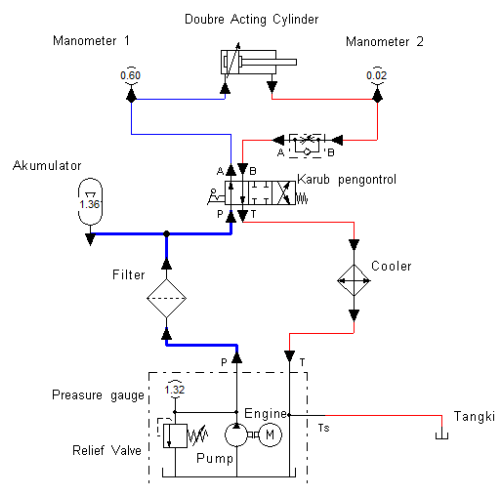 Doubre Acting Cylinder
Manometer 1
Manometer 2
0.60
0.02
A
B
Akumulator
A
B
Karub pengontrol
1.36
P
T
Filter
Cooler
P
T
Preasure gauge
1.32
Engine
Ts
Tangki
M
Relief Valve
Pump